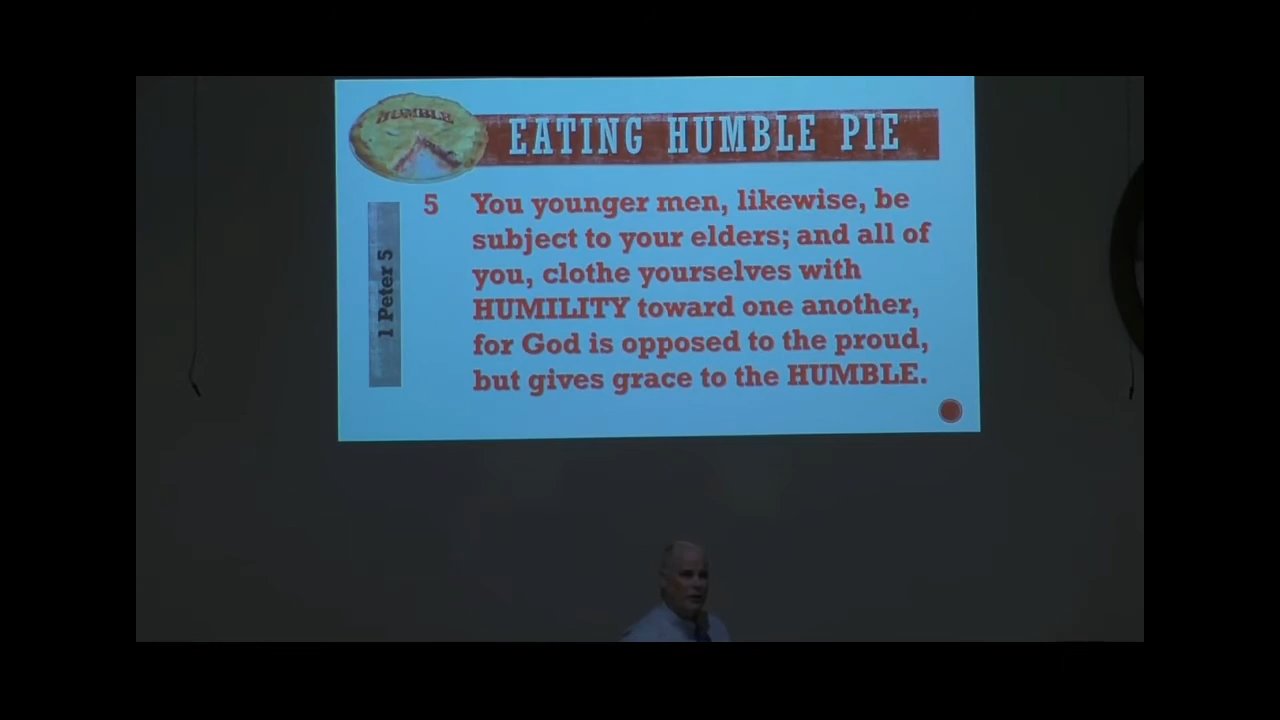 HUMBLE
EATING HUMBLE PIE
1 Peter 5
5 You younger men, likewise, be
subject to your elders; and all of
you, clothe yourselves with
HUMILITY toward one another,
for God is opposed to the proud,
but gives grace to the HUMBLE.